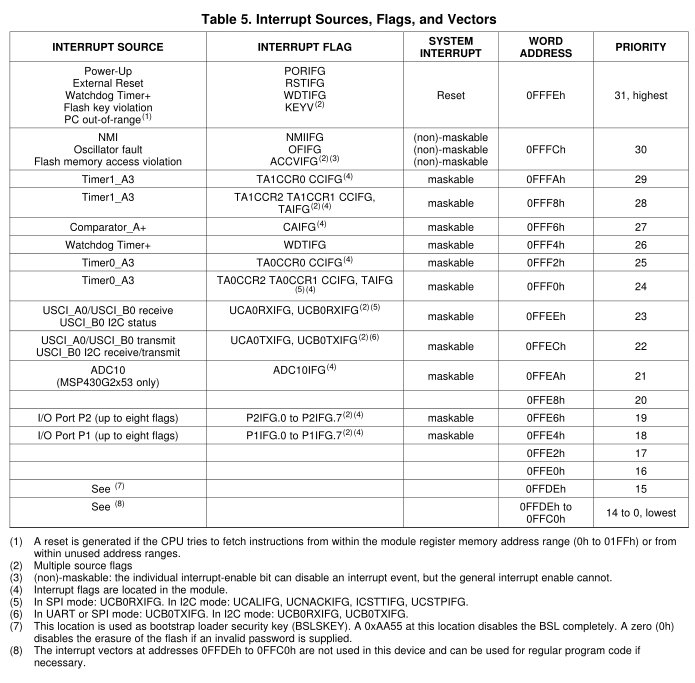 Table 5. Interrupt Sources, Flags, and Vectors
INTERRUPT SOURCE INTERRUPT FLAG SYSTEM INTERRUPT WORD ADDRESS PRIORITY
Power-Up PORIFG
External Reset RSTIFG
Watchdog Timer+ WDTIFG Reset 0FFFEh 31, highest
Flash key violation KEYV(2)
PC out-of-range(1)
NMI NMIIFG (non)-maskable
Oscillator fault OFIFG (non)-maskable 0FFFCh 30
Flash memory access violation ACCVIFG(2)(3) (non)-maskable
Timer1_A3 TA1CCR0 CCIFG(4) maskable 0FFFAh 29
Timer1_A3 TA1CCR2 TA1CCR1 CCIFG,
TAIFG(2)(4) maskable 0FFF8h 28
Comparator_A+ CAIFG(4) maskable 0FFF6h 27
Watchdog Timer+ WDTIFG maskable 0FFF4h 26
Timer0_A3 TA0CCR0 CCIFG(4) maskable 0FFF2h 25
Timer0_A3 TA0CCR2 TA0CCR1 CCIFG, TAIFG
(5)(4) maskable 0FFF0h 24
USCI_A0/USCI_B0 receive UCA0RXIFG, UCB0RXIFG(2)(5) maskable 0FFEEh 23
USCI_B0 I2C status
USCI_A0/USCI_B0 transmit UCA0TXIFG, UCB0TXIFG(2)(6) maskable 0FFECh 22
USCI_B0 I2C receive/transmit
ADC10 ADC10IFG(4) maskable 0FFEAh 21
(MSP430G2x53 only)
0FFE8h 20
I/O Port P2 (up to eight flags) P2IFG.0 to P2IFG.7(2)(4) maskable 0FFE6h 19
I/O Port P1 (up to eight flags) P1IFG.0 to P1IFG.7(2)(4) maskable 0FFE4h 18
0FFE2h 17
0FFE0h 16
See (7) 0FFDEh 15
See (8) 0FFDEh to
0FFC0h 14 to 0, lowest
(1) A reset is generated if the CPU tries to fetch instructions from within the module register memory address range (0h to 01FFh) or from
within unused address ranges.
(2) Multiple source flags
(3) (non)-maskable: the individual interrupt-enable bit can disable an interrupt event, but the general interrupt enable cannot.
(4) Interrupt flags are located in the module.
(5) In SPI mode: UCB0RXIFG. In I2C mode: UCALIFG, UCNACKIFG, ICSTTIFG, UCSTPIFG.
(6) In UART or SPI mode: UCB0TXIFG. In I2C mode: UCB0RXIFG, UCB0TXIFG.
(7) This location is used as bootstrap loader security key (BSLSKEY). A 0xAA55 at this location disables the BSL completely. A zero (0h)
disables the erasure of the flash if an invalid password is supplied.
(8) The interrupt vectors at addresses 0FFDEh to 0FFC0h are not used in this device and can be used for regular program code if
necessary.